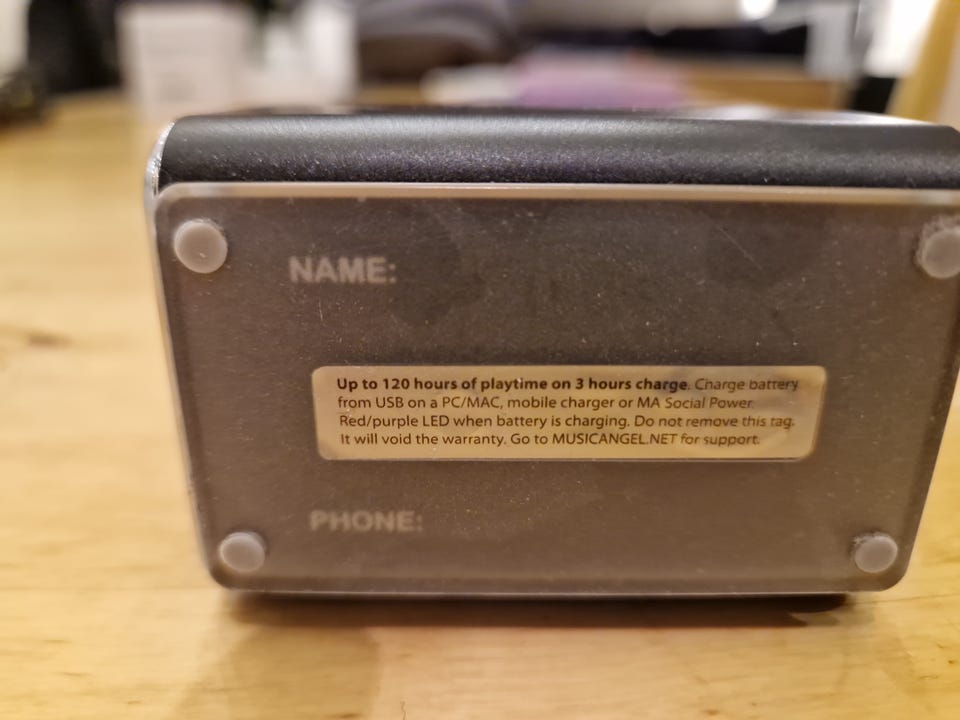 NAME:
Up to 120 hours of playtime on 3 hours charge. Charge battery
from USB on a PC/MAC, mobile charger or MA Social Power.
Red/purple LED when battery is charging. Do not remove this tag.
It will void the warranty. Go to MUSICANGEL.NET for support.
PHONE: